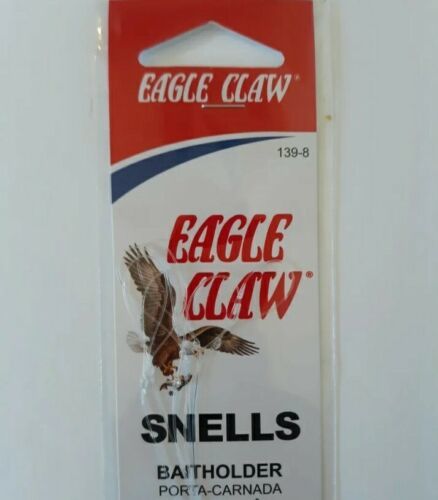 EAGLE CLAW®
139-8
EAGLE
CLAW®
SNELLS
BAITHOLDER
PORTA-CARNADA